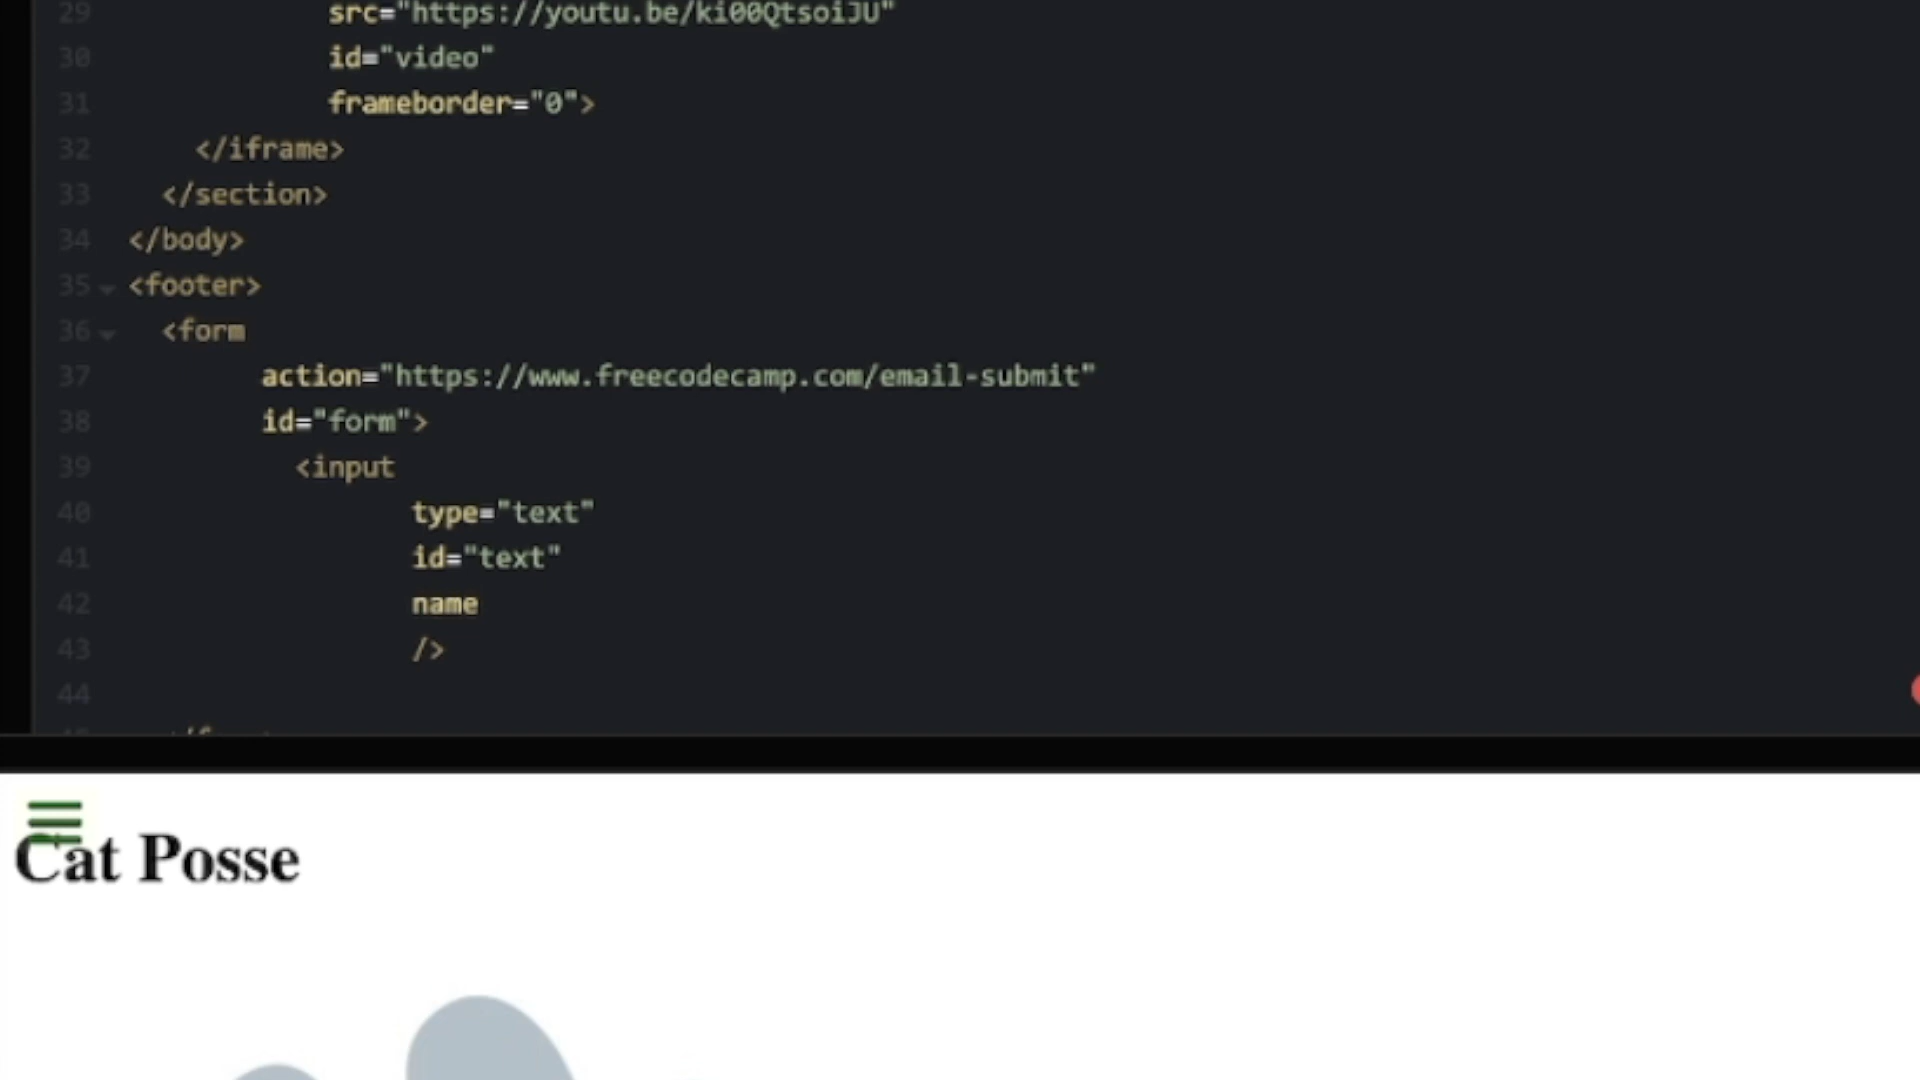 29 src="https://youtu.be/ki00QtsoiJU"
30 id="video"
31 frameborder="0">
32 </iframe>
33 </section>
34 </body>
35 <footer>
36 <form
37 action="https://www.freecodecamp.com/email-submit"
38 id="form">
39 <input
40 type="text"
41 id="text"
42 name
43 />
44
Cat Posse